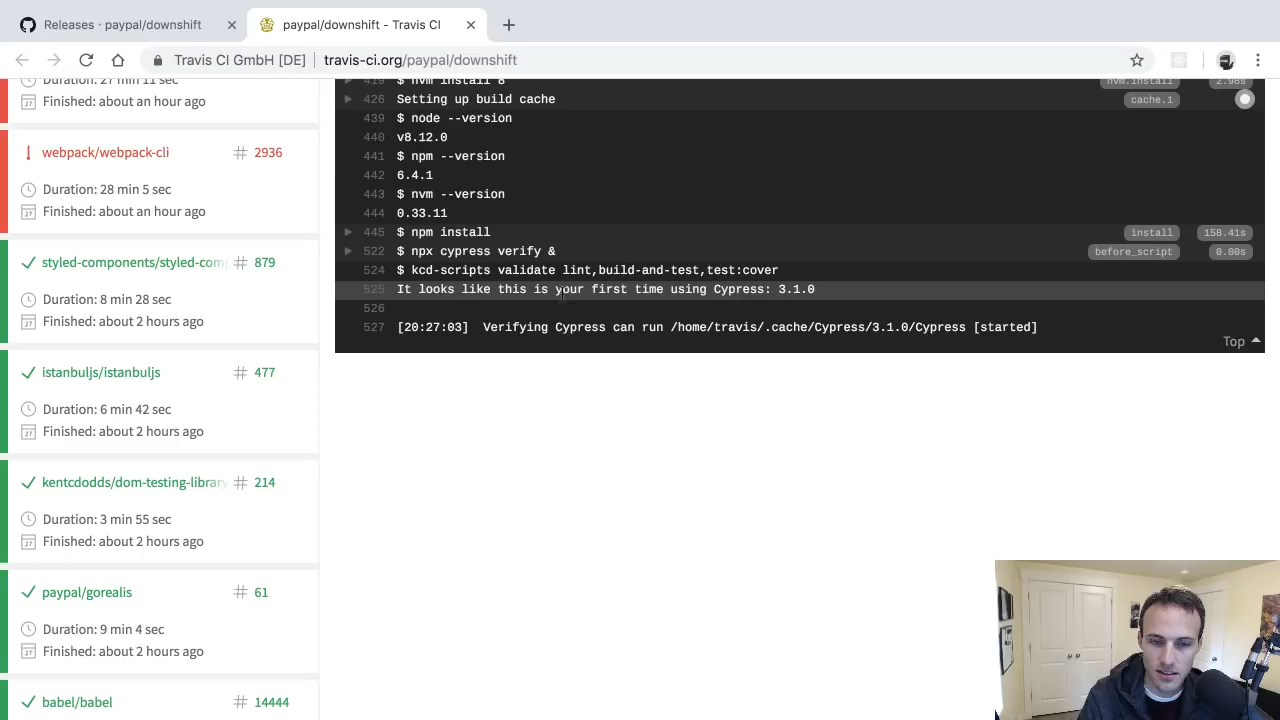 Releases · paypal/downshift
paypal/downshift - Travis CI
Travis CI GmbH [DE]
travis-ci.org/paypal/downshift
Duration: 27 min 11 sec
Finished: about an hour ago
webpack/webpack-cli
# 2936
Duration: 28 min 5 sec
Finished: about an hour ago
styled-components/styled-com
# 879
Duration: 8 min 28 sec
Finished: about 2 hours ago
istanbuljs/istanbuljs
# 477
Duration: 6 min 42 sec
Finished: about 2 hours ago
kentcdodds/dom-testing-library
# 214
Duration: 3 min 55 sec
Finished: about 2 hours ago
paypal/gorealis
# 61
Duration: 9 min 4 sec
Finished: about 2 hours ago
babel/babel
# 14444
419 $ nvm install 8 nvm.install 2.98s
426 Setting up build cache cache.1
439 $ node --version
440 v8.12.0
441 $ npm --version
442 6.4.1
443 $ nvm --version
444 0.33.11
445 $ npm install install 158.41s
522 $ npx cypress verify & before_script 0.00s
524 $ kcd-scripts validate lint,build-and-test,test:cover
525 It looks like this is your first time using Cypress: 3.1.0
526
527 [20:27:03]  Verifying Cypress can run /home/travis/.cache/Cypress/3.1.0/Cypress [started]
Top